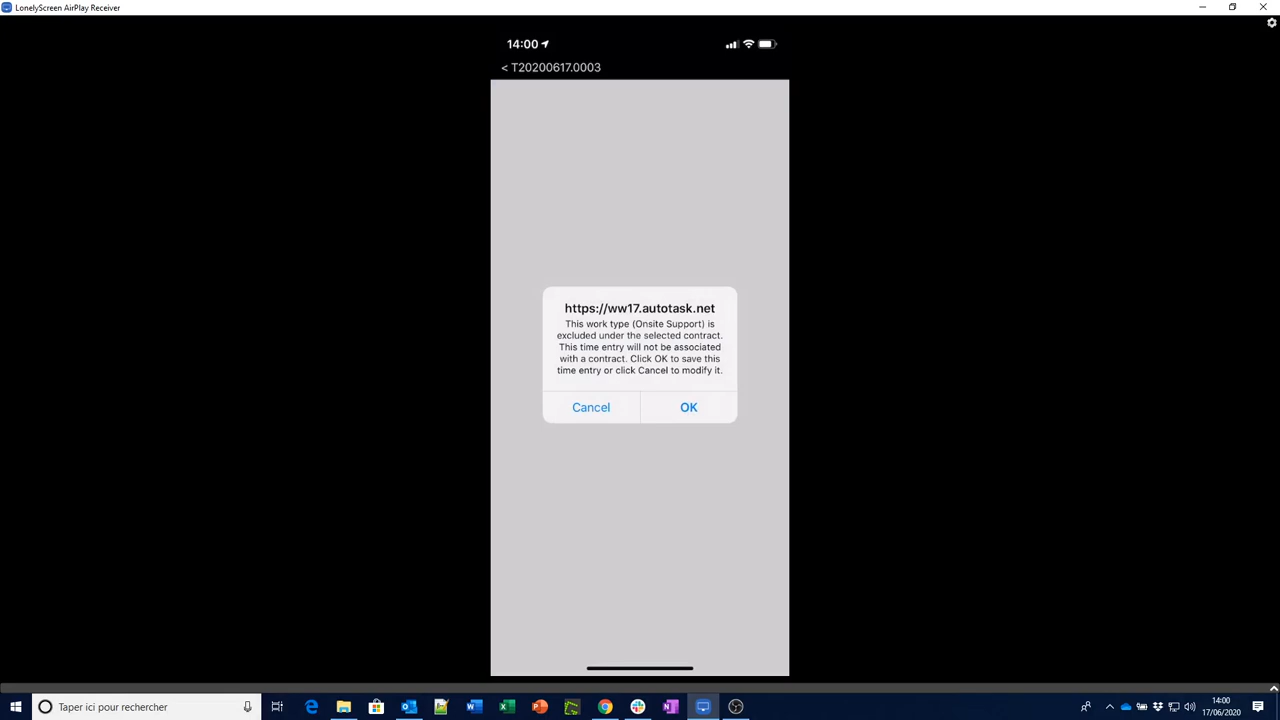 LonelyScreen AirPlay Receiver
14:00
< T20200617.0003
https://ww17.autotask.net
This work type (Onsite Support) is
excluded under the selected contract.
This time entry will not be associated
with a contract. Click OK to save this
time entry or click Cancel to modify it.
Cancel
OK
Taper ici pour rechercher
14:00
17/06/2020